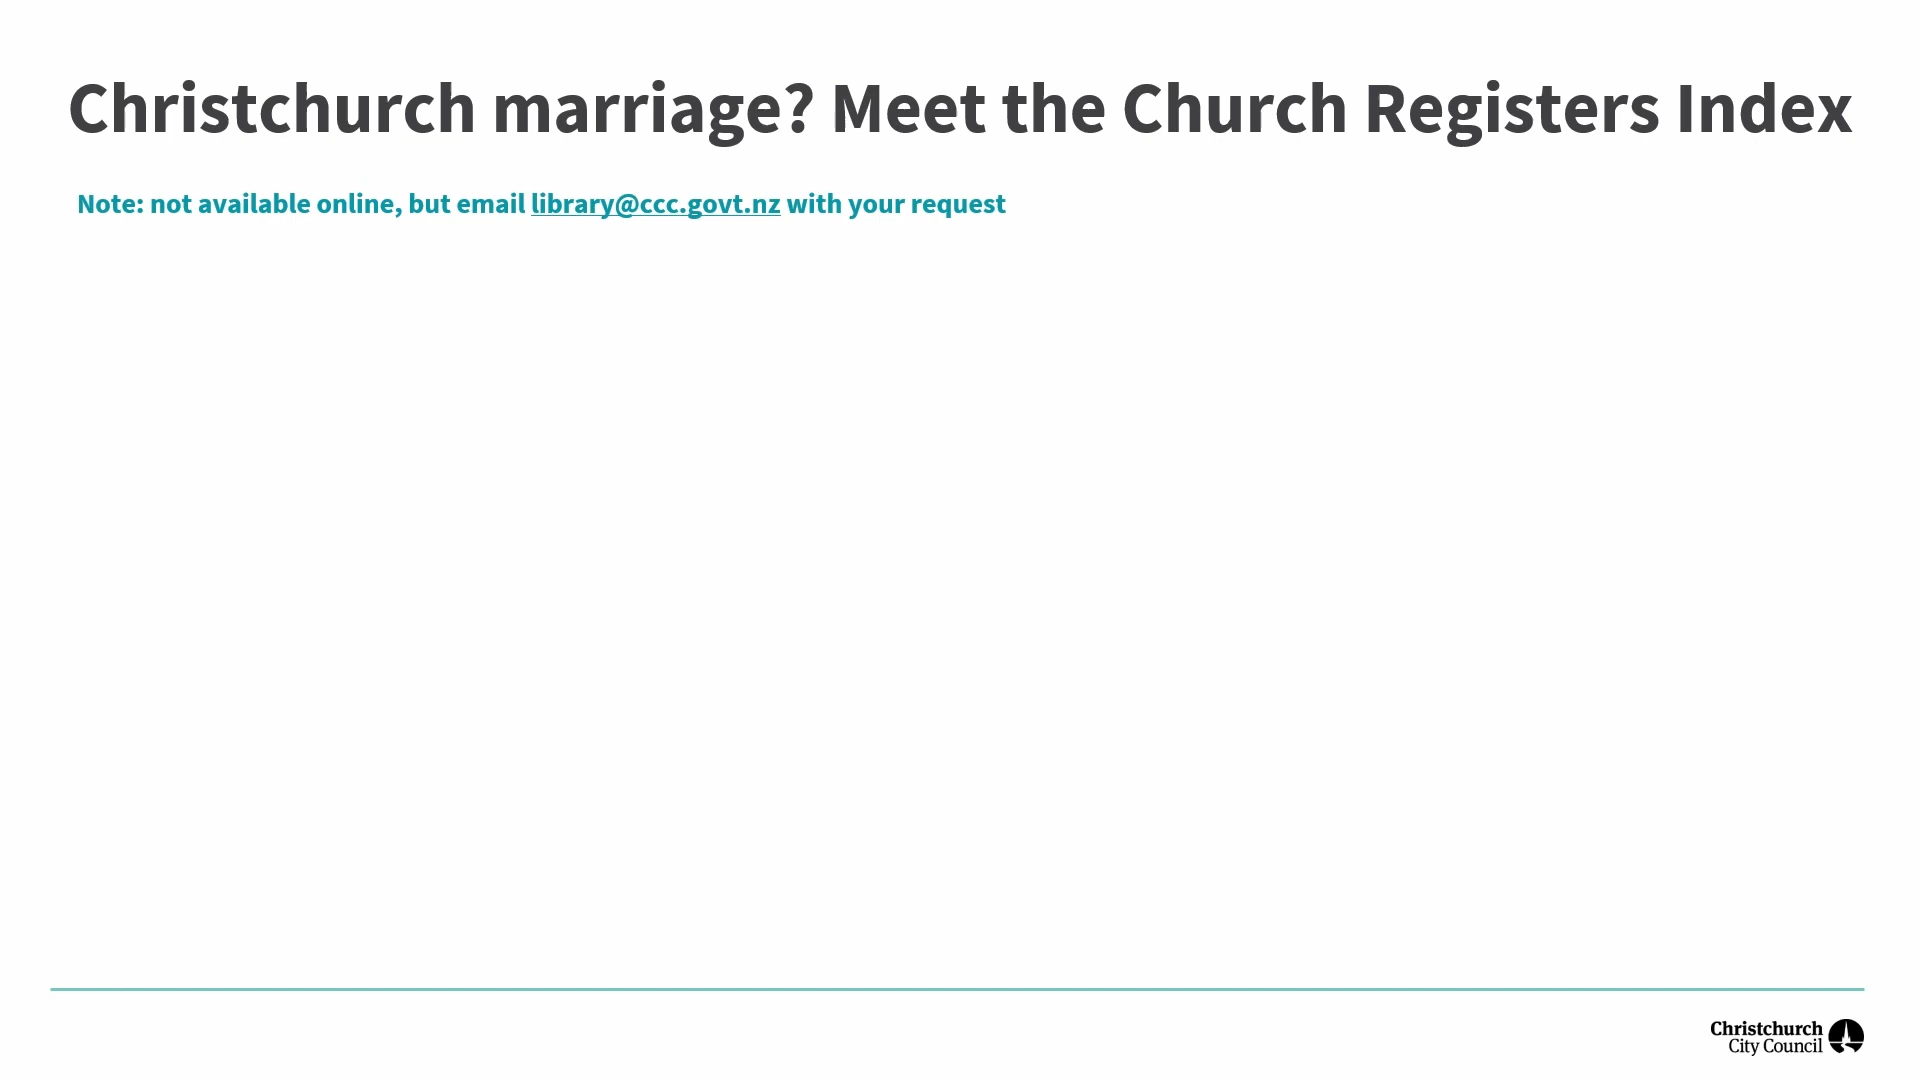 Christchurch marriage? Meet the Church Registers Index
Note: not available online, but email library@ccc.govt.nz with your request
Christchurch
City Council